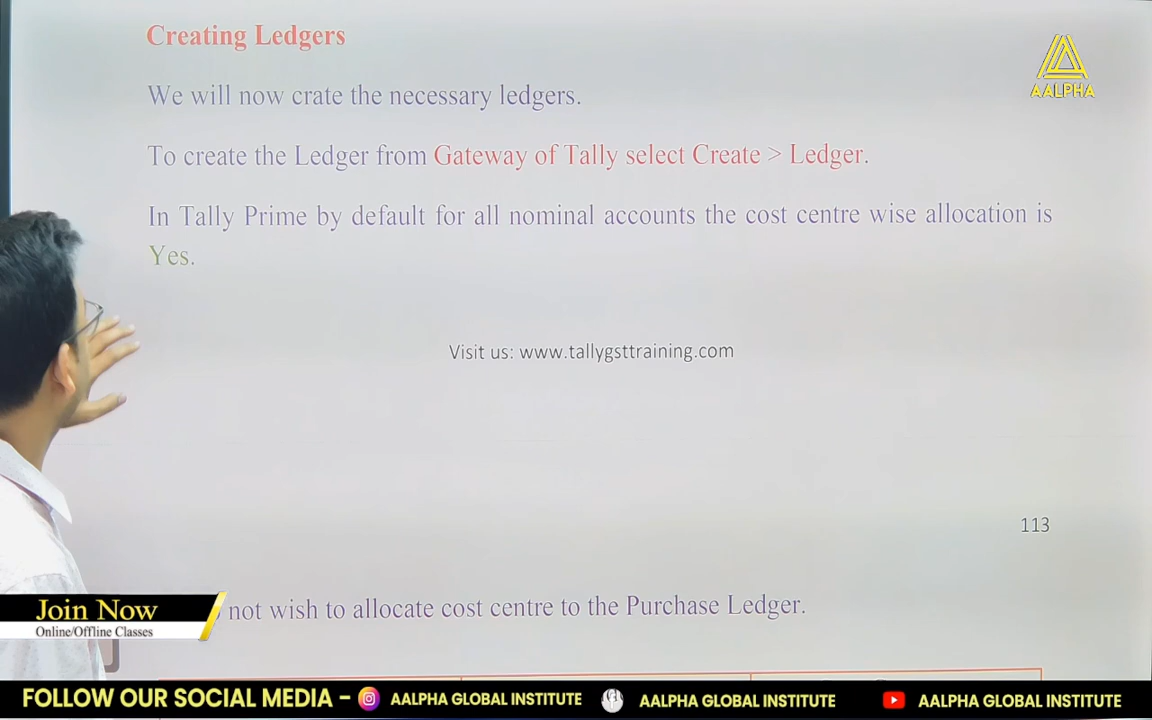 Creating Ledgers
AALPHA
We will now crate the necessary ledgers.
To create the Ledger from Gateway of Tally select Create > Ledger.
In Tally Prime by default for all nominal accounts the cost centre wise allocation is
Yes.
Visit us: www.tallygsttraining.com
113
not wish to allocate cost centre to the Purchase Ledger.
Join Now
Online/Offline Classes
FOLLOW OUR SOCIAL MEDIA - AALPHA GLOBAL INSTITUTE AALPHA GLOBAL INSTITUTE AALPHA GLOBAL INSTITUTE